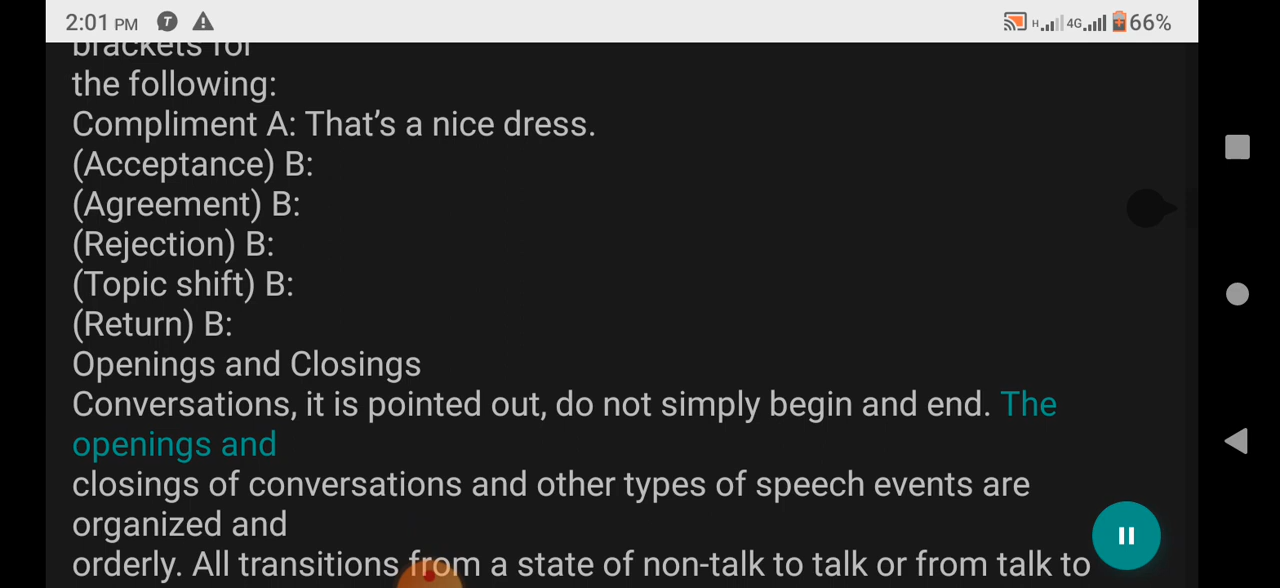 2:01 PM
H 4G 66%
brackets for
the following:
Compliment A: That’s a nice dress.
(Acceptance) B:
(Agreement) B:
(Rejection) B:
(Topic shift) B:
(Return) B:
Openings and Closings
Conversations, it is pointed out, do not simply begin and end. The
openings and
closings of conversations and other types of speech events are
organized and
orderly. All transitions from a state of non-talk to talk or from talk to